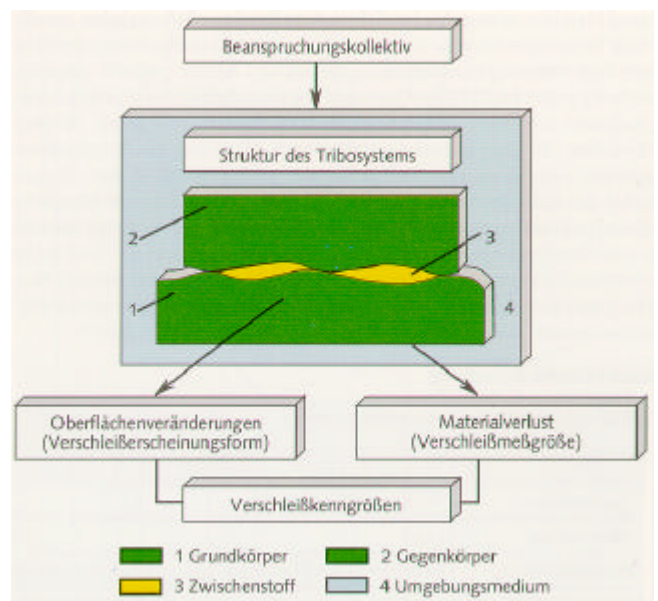 Beanspruchungskollektiv
Struktur des Tribosystems
2
3
1
4
Oberflächenveränderungen
(Verschleißerscheinungsform)
Materialverlust
(Verschleißmeßgröße)
Verschleißkenngrößen
1 Grundkörper
2 Gegenkörper
3 Zwischenstoff
4 Umgebungsmedium